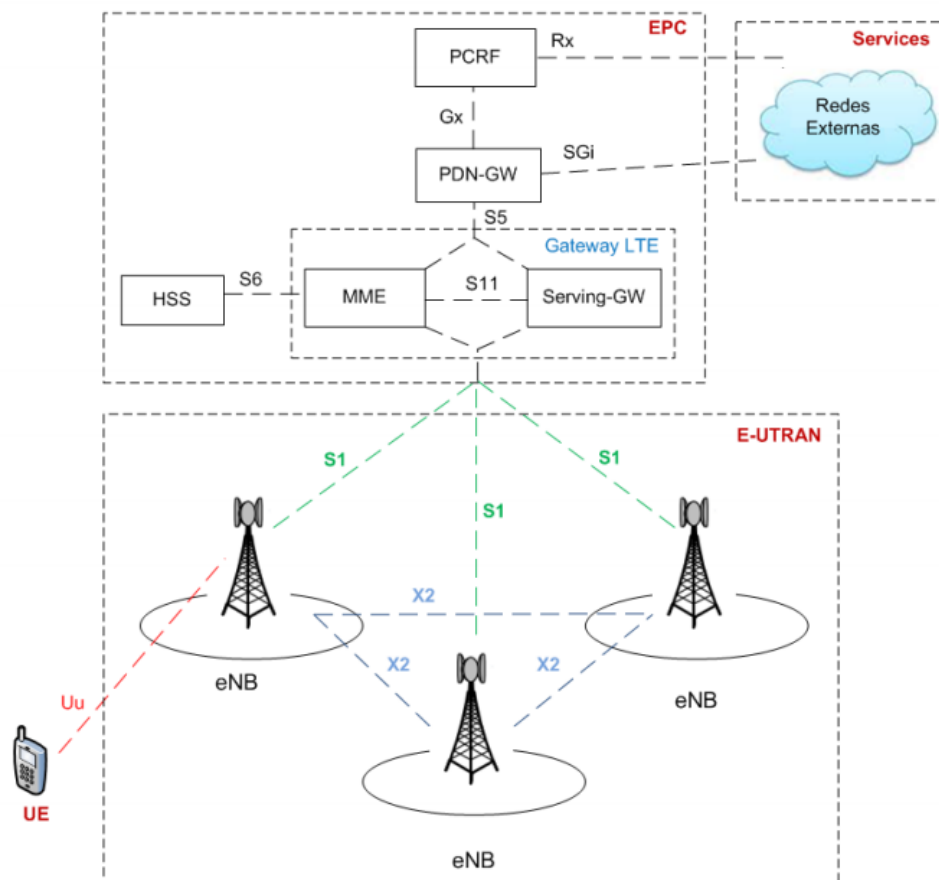 EPC
Rx
Services
PCRF
Redes
Externas
Gx
SGi
PDN-GW
S5
Gateway LTE
S6
S11
HSS
MME
Serving-GW
E-UTRAN
S1
S1
S1
X2
X2
X2
eNB
eNB
Uu
UE
eNB